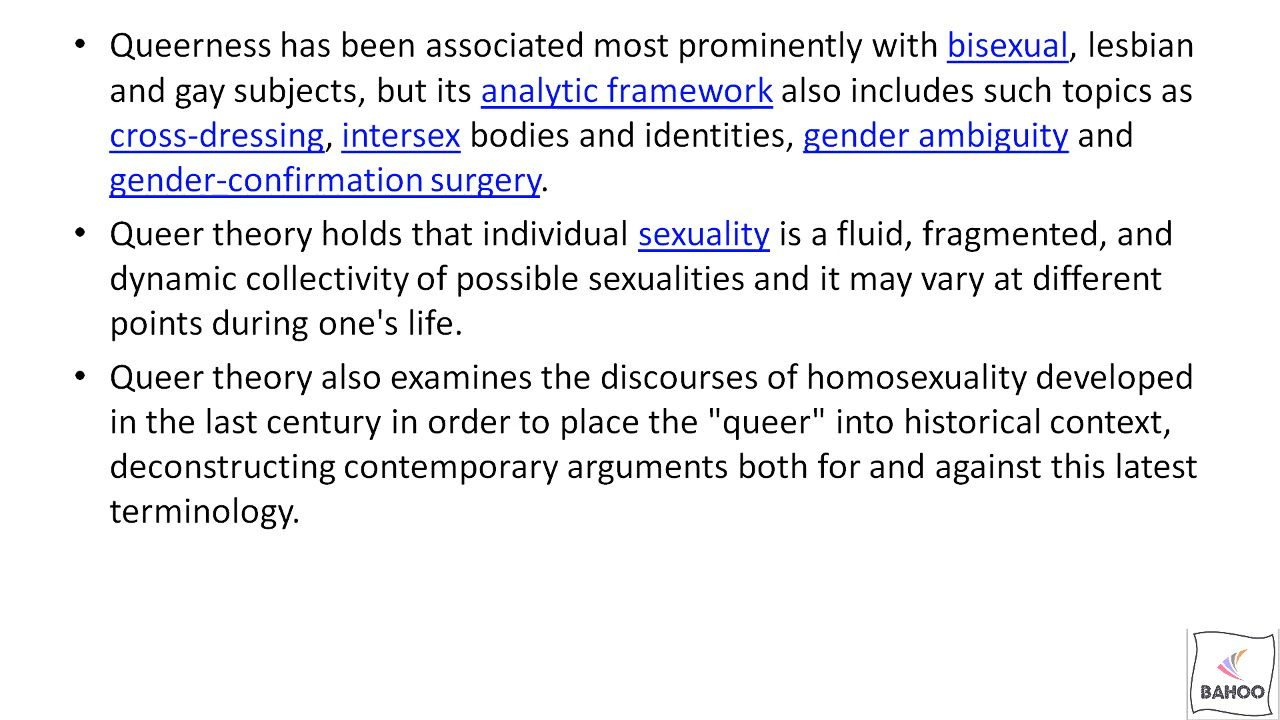 • Queerness has been associated most prominently with bisexual, lesbian
and gay subjects, but its analytic framework also includes such topics as
cross-dressing, intersex bodies and identities, gender ambiguity and
gender-confirmation surgery.
• Queer theory holds that individual sexuality is a fluid, fragmented, and
dynamic collectivity of possible sexualities and it may vary at different
points during one's life.
• Queer theory also examines the discourses of homosexuality developed
in the last century in order to place the "queer" into historical context,
deconstructing contemporary arguments both for and against this latest
terminology.
BAHOO